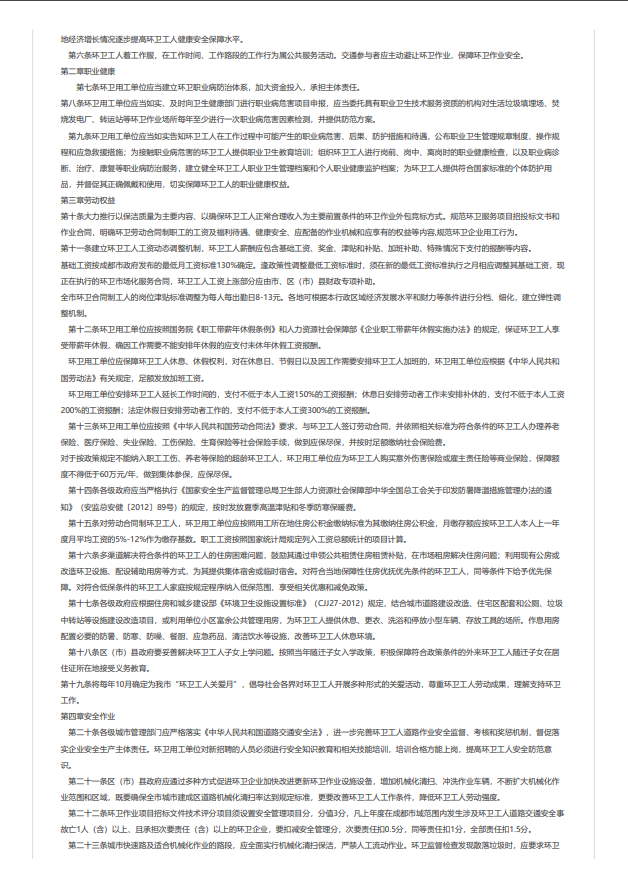 地经济增长情况逐步提高环卫工人健康安全保障水平。
第六条环卫工人着工作服，在工作时间、工作路段的工作行为属公共服务活动。交通参与者应主动避让环卫作业，保障环卫作业安全。
第二章职业健康
第七条环卫用工单位应当建立环卫职业病防治体系，加大资金投入，承担主体责任。
第八条环卫用工单位应当如实、及时向卫生健康部门进行职业病危害项目申报，应当委托具有职业卫生技术服务资质的机构对生活垃圾填埋场、焚
烧发电厂、转运站等环卫作业场所每年至少进行一次职业病危害因素检测，并提供防范方案。
第九条环卫用工单位应当如实告知环卫工人在工作过程中可能产生的职业病危害、后果、防护措施和待遇，公布职业卫生管理规章制度、操作规
程和应急救援措施；为接触职业病危害的环卫工人提供职业卫生教育培训；组织环卫工人进行岗前、岗中、离岗时的职业健康检查，以及职业病诊
断、治疗、康复等职业病防治服务，建立健全环卫工人职业卫生管理档案和个人职业健康监护档案；为环卫工人提供符合国家标准的个体防护用
品，并督促其正确佩戴和使用，切实保障环卫工人的职业健康权益。
第三章劳动权益
第十条大力推行以保洁质量为主要内容、以确保环卫工人正常合理收入为主要前置条件的环卫作业外包竞标方式。规范环卫服务项目招投标文书和
作业合同，明确环卫劳动合同制职工的工资及福利待遇、健康安全、应配备的作业机械和应享有的权益等内容,规范环卫企业用工行为。
第十一条建立环卫工人工资动态调整机制，环卫工人薪酬应包含基础工资、奖金、津贴和补贴、加班补助、特殊情况下支付的报酬等内容。
基础工资按成都市政府发布的最低月工资标准130%确定。逢政策性调整最低工资标准时，须在新的最低工资标准执行之月相应调整其基础工资，现
正在执行的环卫市场化服务合同，环卫工人工资上涨部分应由市、区（市）县财政专项补助。
全市环卫合同制工人的岗位津贴标准调整为每人每出勤日8-13元。各地可根据本行政区域经济发展水平和财力等条件进行分档、细化，建立弹性调
整机制。
第十二条环卫用工单位应按照国务院《职工带薪年休假条例》和人力资源社会保障部《企业职工带薪年休假实施办法》的规定，保证环卫工人享
受带薪年休假，确因工作需要不能安排年休假的应支付未休年休假工资报酬。
环卫用工单位应保障环卫工人休息、休假权利，对在休息日、节假日以及因工作需要安排环卫工人加班的，环卫用工单位应根据《中华人民共和
国劳动法》有关规定，足额发放加班工资。
环卫用工单位安排环卫工人延长工作时间的，支付不低于本人工资150%的工资报酬；休息日安排劳动者工作未安排补休的，支付不低于本人工资
200%的工资报酬；法定休假日安排劳动者工作的，支付不低于本人工资300%的工资报酬。
第十三条环卫用工单位应按照《中华人民共和国劳动合同法》要求，与环卫工人签订劳动合同，并依照相关标准为符合条件的环卫工人办理养老
保险、医疗保险、失业保险、工伤保险、生育保险等社会保险手续，做到应保尽保，并按时足额缴纳社会保险费。
对于按政策规定不能纳入职工工伤、养老等保险的超龄环卫工人，环卫用工单位应为环卫工人购买意外伤害保险或雇主责任险等商业保险，保障额
度不得低于60万元/年，做到集体参保，应保尽保。
第十四条各级政府应当严格执行《国家安全生产监督管理总局卫生部人力资源社会保障部中华全国总工会关于印发防暑降温措施管理办法的通
知》（安监总安健〔2012〕89号）的规定，按时发放夏季高温津贴和冬季防寒保暖费。
第十五条对劳动合同制环卫工人，环卫用工单位应按照用工所在地住房公积金缴纳标准为其缴纳住房公积金，月缴存额应按环卫工人本人上一年
度月平均工资的5%-12%作为缴存基数。职工工资按照国家统计局规定列入工资总额统计的项目计算。
第十六条多渠道解决符合条件的环卫工人的住房困难问题，鼓励其通过申领公共租赁住房租赁补贴，在市场租房解决住房问题；利用现有公房或
改造环卫设施、配设辅助用房等方式，为其提供集体宿舍或临时宿舍。对符合当地保障性住房优抚优先条件的环卫工人，同等条件下给予优先保
障。对符合低保条件的环卫工人家庭按规定程序纳入低保范围，享受相关优惠和减免政策。
第十七条各级政府应根据住房和城乡建设部《环境卫生设施设置标准》（CJJ27-2012）规定，结合城市道路建设改造、住宅区配套和公厕、垃圾
中转站等设施建设改造项目，或利用单位小区富余公共管理用房，为环卫工人提供休息、更衣、洗浴和停放小型车辆、存放工具的场所。作息用房
配置必要的防暑、防寒、防噪、餐厨、应急药品、清洁饮水等设施，改善环卫工人休息环境。
第十八条区（市）县政府要妥善解决环卫工人子女上学问题。按照当年随迁子女入学政策，积极保障符合政策条件的外来环卫工人随迁子女在居
住证所在地接受义务教育。
第十九条将每年10月确定为我市“环卫工人关爱月”，倡导社会各界对环卫工人开展多种形式的关爱活动，尊重环卫工人劳动成果，理解支持环卫
工作。
第四章安全作业
第二十条各级城市管理部门应严格落实《中华人民共和国道路交通安全法》，进一步完善环卫工人道路作业安全监督、考核和奖惩机制，督促落
实企业安全生产主体责任。环卫用工单位对新招聘的人员必须进行安全知识教育和相关技能培训，培训合格方能上岗，提高环卫工人安全防范意
识。
第二十一条区（市）县政府应通过多种方式促进环卫企业加快改进更新环卫作业设施设备，增加机械化清扫、冲洗作业车辆，不断扩大机械化作
业范围和区域，既要确保全市城市建成区道路机械化清扫率达到规定标准，更要改善环卫工人工作条件，降低环卫工人劳动强度。
第二十二条环卫作业项目招标文件技术评分项目须设置安全管理项目分，分值3分，凡上年度在成都市域范围内发生涉及环卫工人道路交通安全事
故亡1人（含）以上、且承担次要责任（含）以上的环卫企业，要扣减安全管理分，次要责任扣0.5分，同等责任扣1分，全部责任扣1.5分。
第二十三条城市快速路及适合机械化作业的路段，应全面实行机械化清扫保洁，严禁人工流动作业。环卫监督检查发现散落垃圾时，应要求环卫